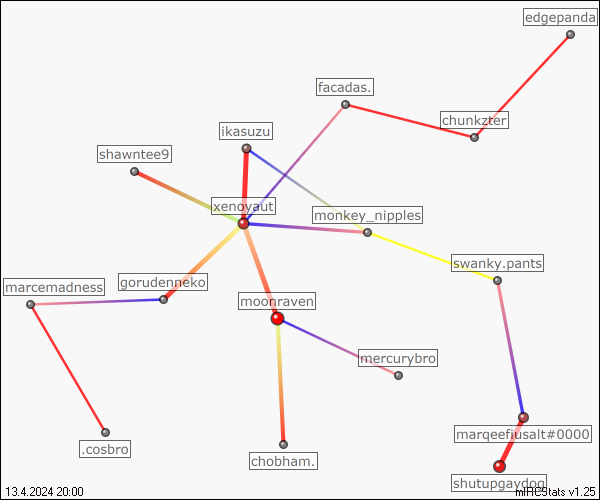 edgepanda
facadas.
chunkzter
ikasuzu
shawntee9
xenoyaut
monkey_nipples
swanky.pants
gorudenneko
marcemadness
moonraven
mercurybro
marqeefiusalt#0000
.cosbro
chobham.
shutupgaydog
13.4.2024 20:00
mIRCStats v1.25